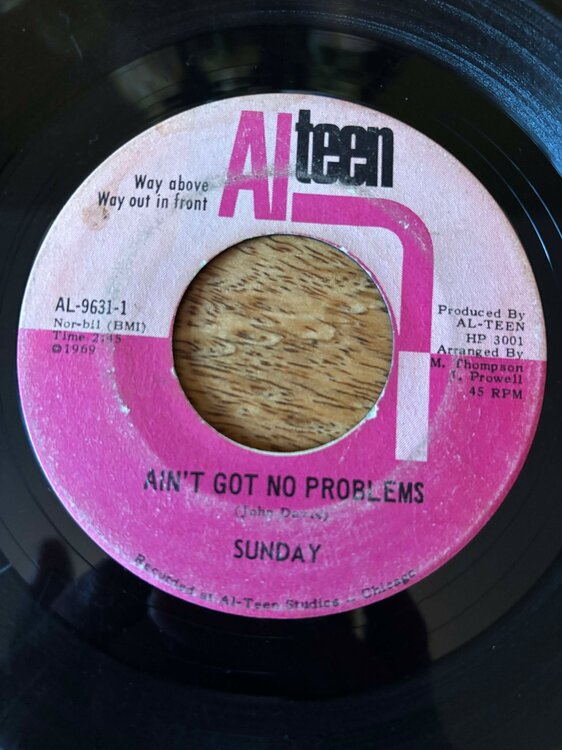 Al teen
Way above
Way out in front
AL-9631-1
Nor-bil (BMI)
Time 2:45
©1969
Produced By
AL-TEEN
HP 3001
Arranged By
M. Thompson
Prowell
45 RPM
AIN'T GOT NO PROBLEMS
(John Davis)
SUNDAY
Recorded at Al-Teen Studios - Chicago